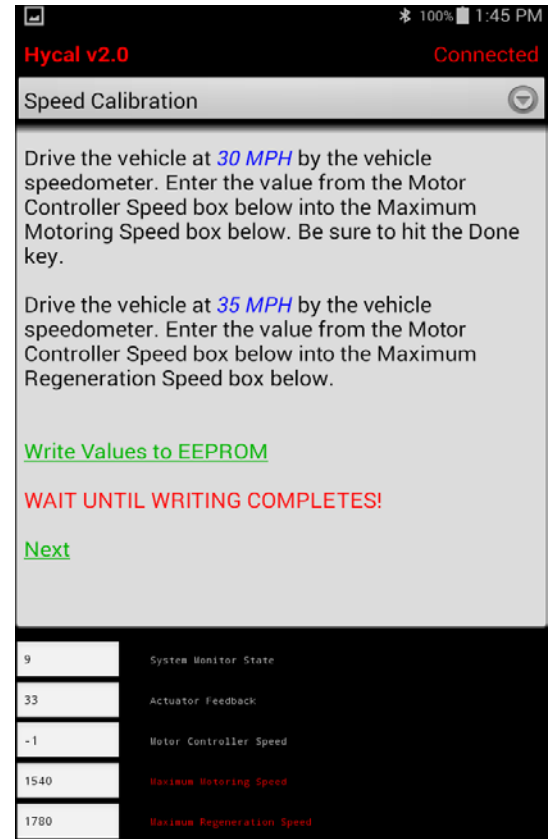 100% 1:45 PM
Hycal v2.0 Connected
Speed Calibration
Drive the vehicle at 30 MPH by the vehicle
speedometer. Enter the value from the Motor
Controller Speed box below into the Maximum
Motoring Speed box below. Be sure to hit the Done
key.
Drive the vehicle at 35 MPH by the vehicle
speedometer. Enter the value from the Motor
Controller Speed box below into the Maximum
Regeneration Speed box below.
Write Values to EEPROM
WAIT UNTIL WRITING COMPLETES!
Next
9 System Monitor State
33 Actuator Feedback
-1 Motor Controller Speed
1540 Maximum Motoring Speed
1780 Maximum Regeneration Speed